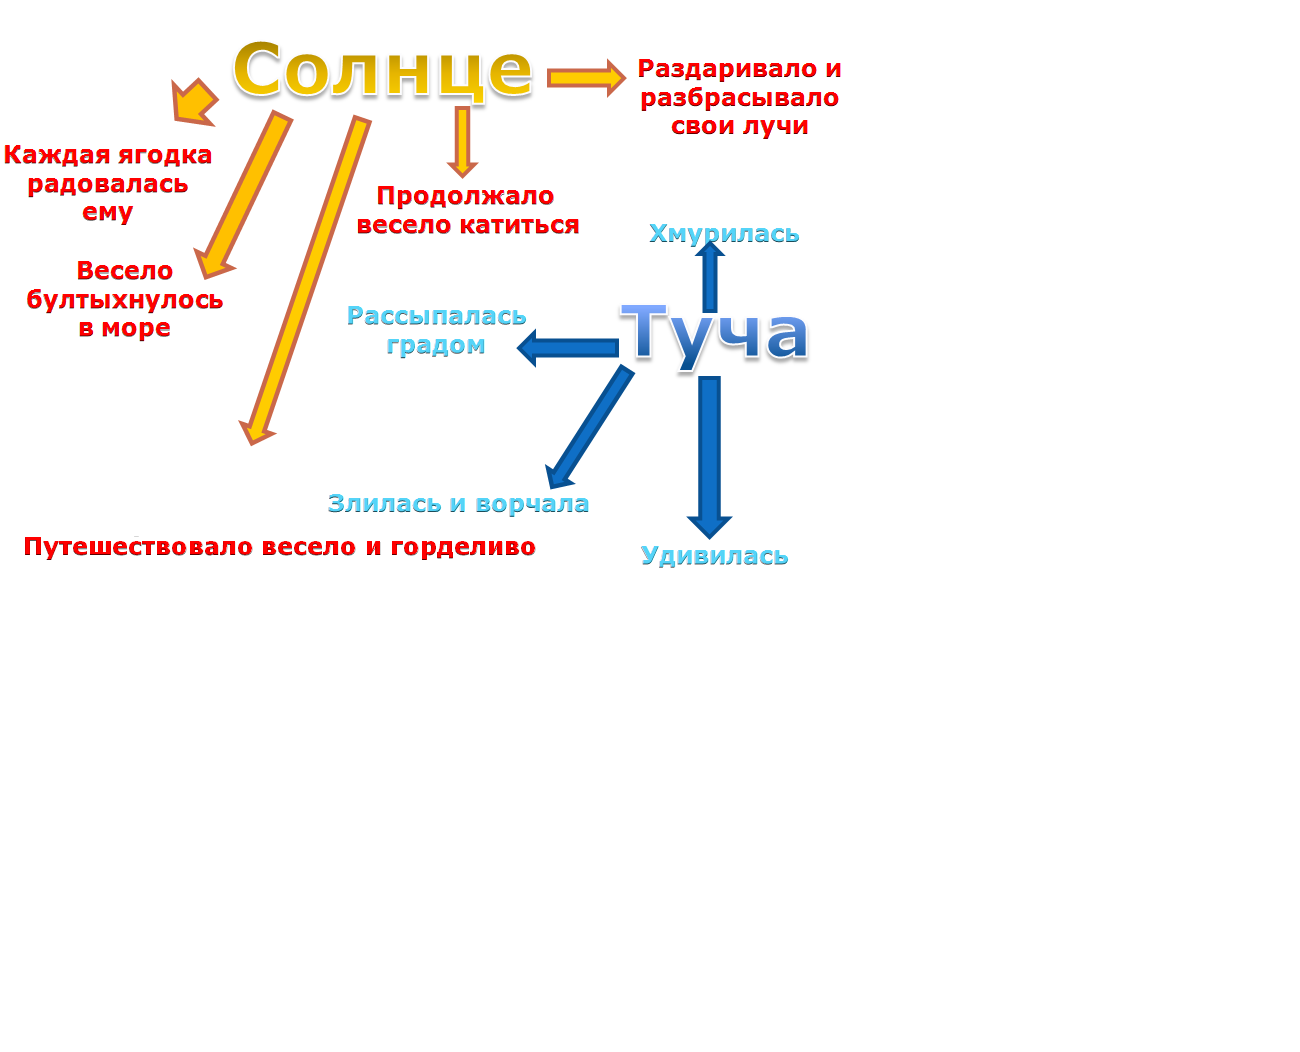 Солнце
Раздаривало и
разбрасывало
свои лучи
Каждая ягодка
радовалась
ему
Продолжало
весело катиться
Весело
бултыхнулось
в море
Хмурилась
Туча
Рассыпалась
градом
Злилась и ворчала
Путешествовало весело и горделиво
Удивилась